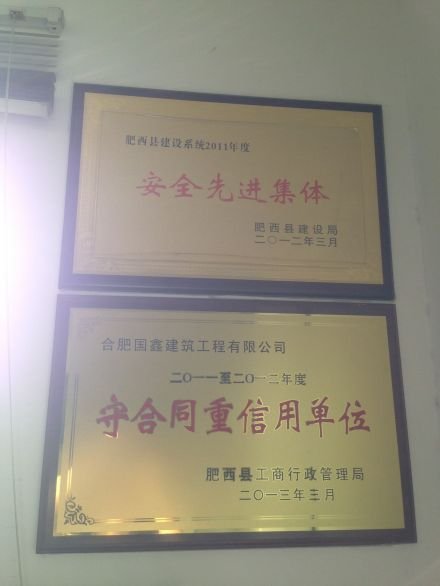 肥西县建设系统2011年度
安全先进集体
肥西县建设局
二〇一二年三月
合肥国鑫建筑工程有限公司
二〇一一至二〇一二年度
守合同重信用单位
肥西县工商行政管理局
二〇一三年三月